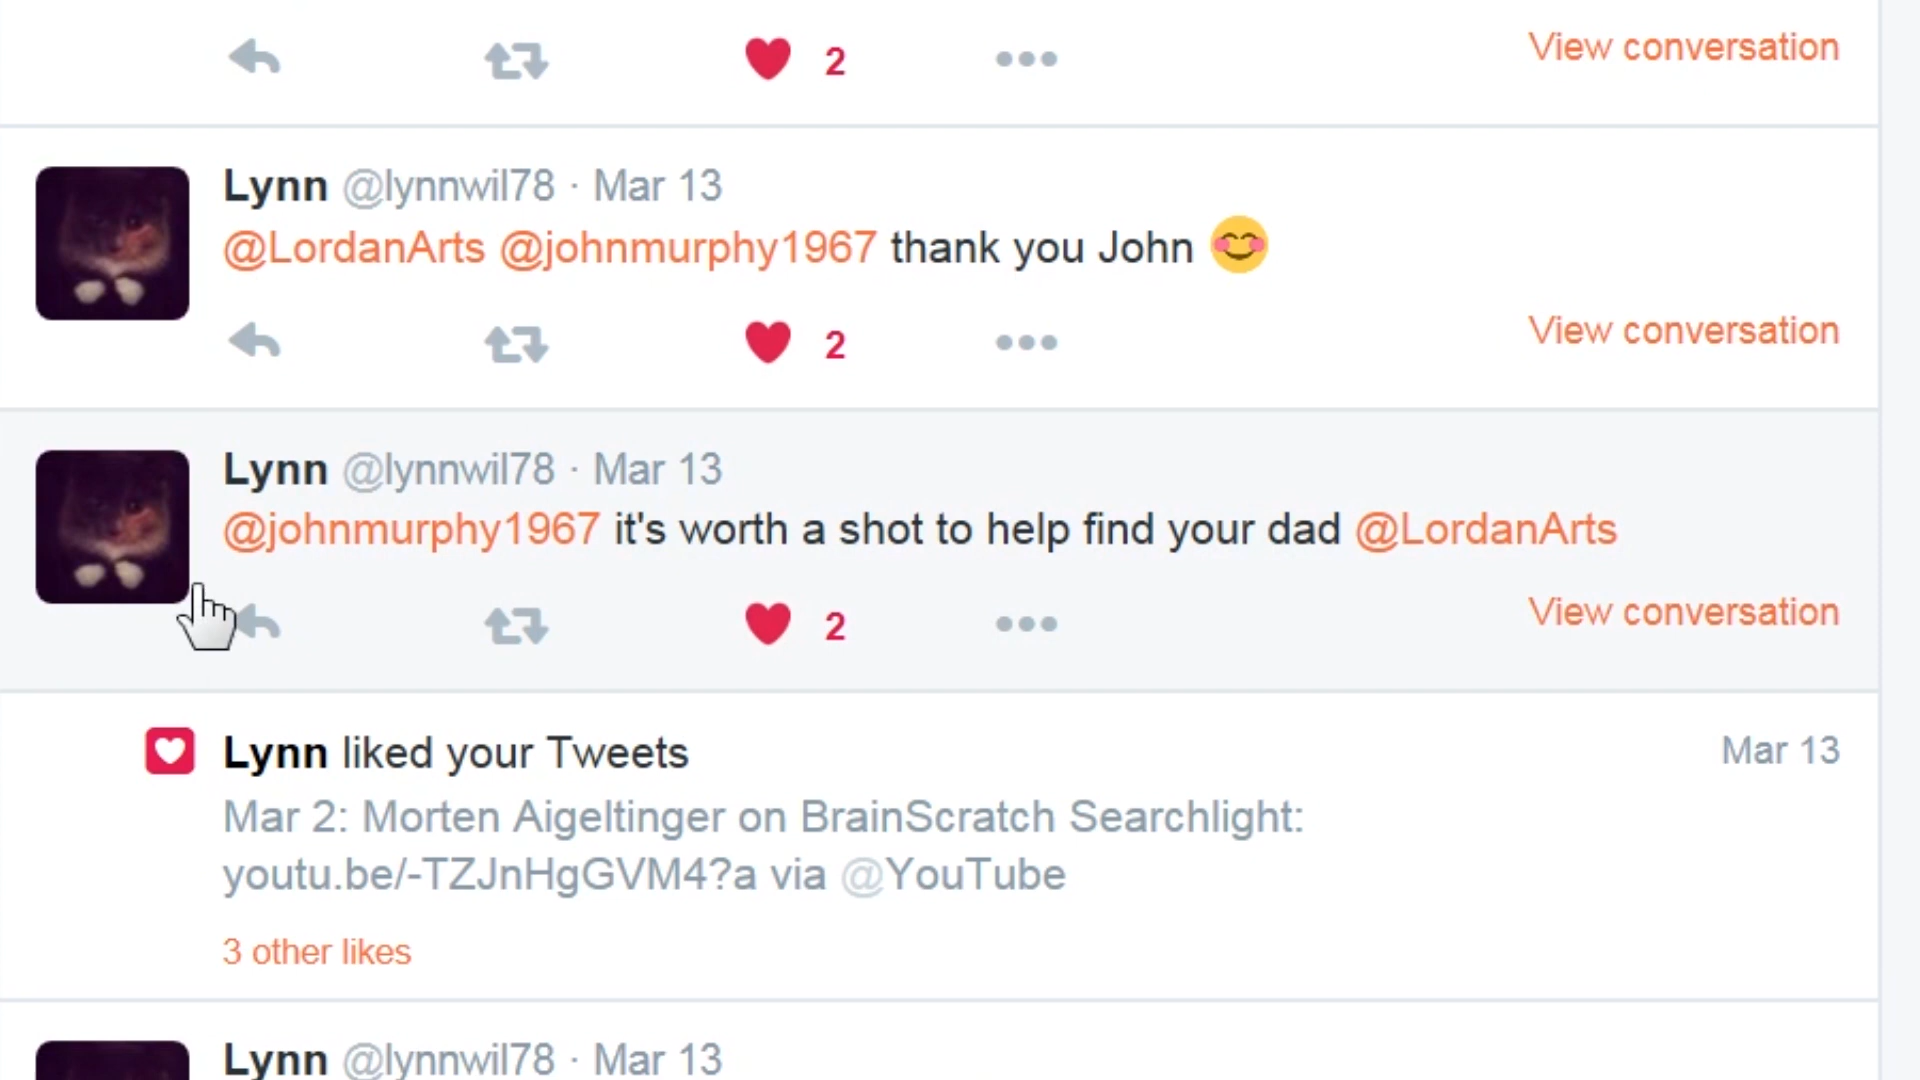 2
View conversation
Lynn @lynnwil78 · Mar 13
@LordanArts @johnmurphy1967 thank you John 😊
2
View conversation
Lynn @lynnwil78 · Mar 13
@johnmurphy1967 it's worth a shot to help find your dad @LordanArts
2
View conversation
Lynn liked your Tweets
Mar 13
Mar 2: Morten Aigeltinger on BrainScratch Searchlight:
youtu.be/-TZJnHgGVM4?a via @YouTube
3 other likes
Lynn @lynnwil78 · Mar 13